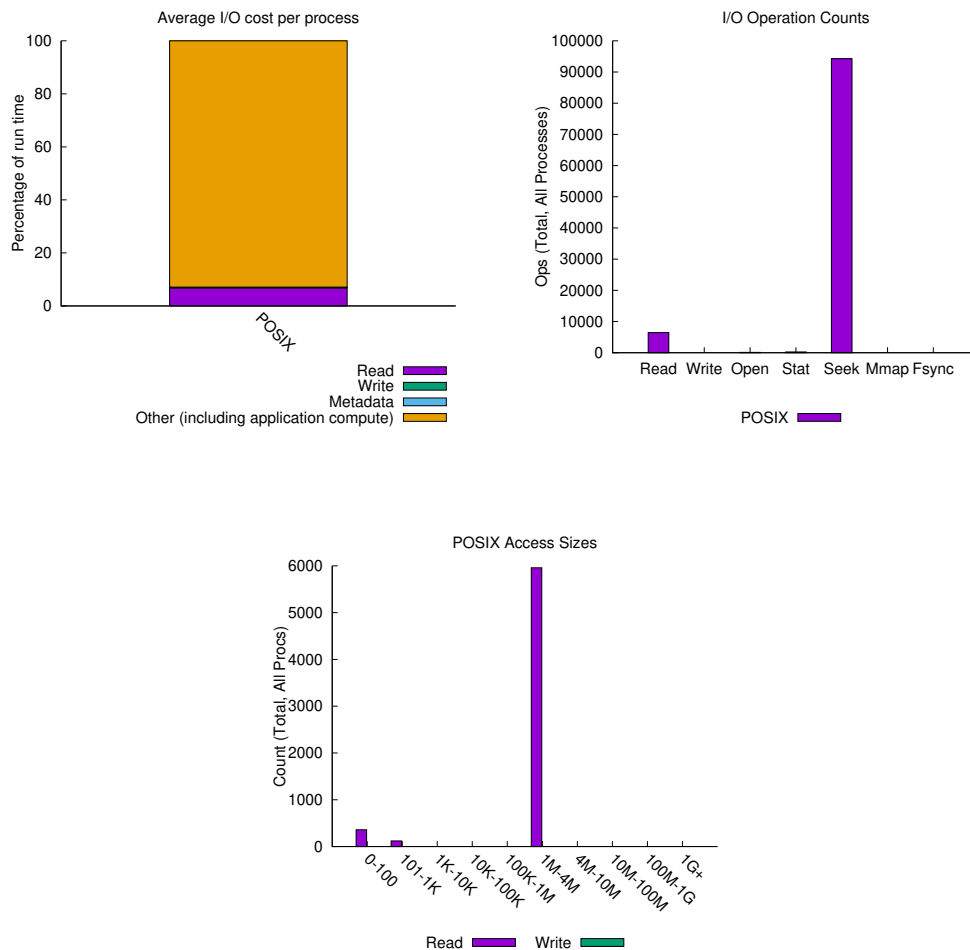 Average I/O cost per process
100
80
60
40
20
0
Percentage of run time
POSIX
Read
Write
Metadata
Other (including application compute)
I/O Operation Counts
100000
90000
80000
70000
60000
50000
40000
30000
20000
10000
0
Ops (Total, All Processes)
Read Write Open Stat Seek Mmap Fsync
POSIX
POSIX Access Sizes
6000
5000
4000
3000
2000
1000
0
Count (Total, All Procs)
0-100
101-1K
1K-10K
10K-100K
100K-1M
1M-4M
4M-10M
10M-100M
100M-1G
1G+
Read Write